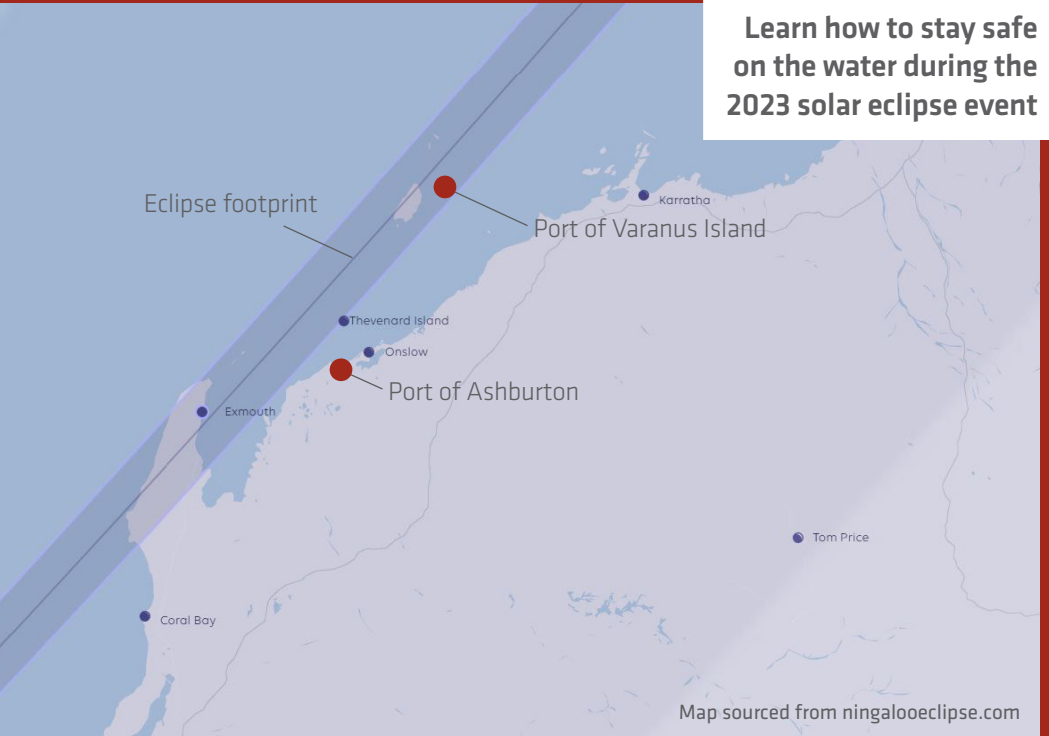 Learn how to stay safe
on the water during the
2023 solar eclipse event
Eclipse footprint
Karratha
Port of Varanus Island
Thevenard Island
Onslow
Port of Ashburton
Exmouth
Tom Price
Coral Bay
Map sourced from ningalooeclipse.com